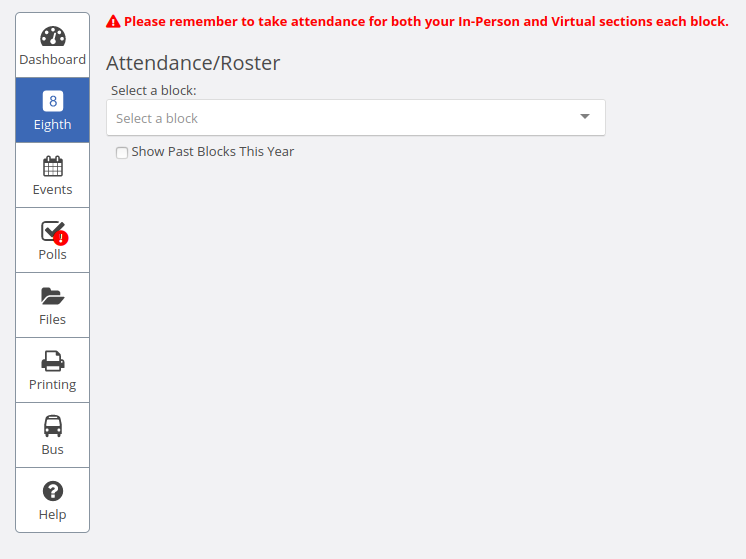 Please remember to take attendance for both your In-Person and Virtual sections each block.
Dashboard
8
Eighth
Events
Polls
Files
Printing
Bus
Help
Attendance/Roster
Select a block:
Select a block
Show Past Blocks This Year